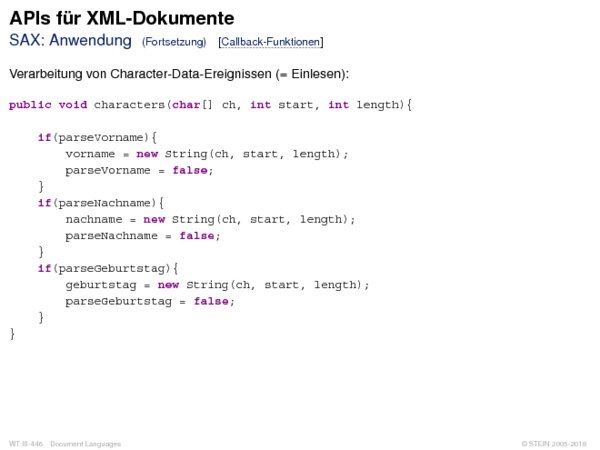 APIs für XML-Dokumente
SAX: Anwendung (Fortsetzung) [Callback-Funktionen]
Verarbeitung von Character-Data-Ereignissen (= Einlesen):
public void characters(char[] ch, int start, int length){
if(parseVorname){
vorname = new String(ch, start, length);
parseVorname = false;
}
if(parseNachname){
nachname = new String(ch, start, length);
parseNachname = false;
}
if(parseGeburtstag){
geburtstag = new String(ch, start, length);
parseGeburtstag = false;
}
}
WT:III-446 Document Languages © STEIN 2005-2018